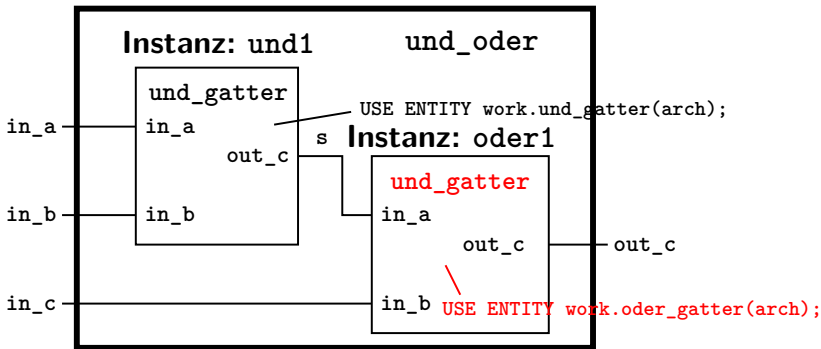 Instanz: und1
und_oder
und_gatter
USE ENTITY work.und_gatter(arch);
in_a
in_a
s
Instanz: oder1
out_c
und_gatter
in_b
in_b
in_a
out_c
out_c
in_c
in_b
USE ENTITY work.oder_gatter(arch);